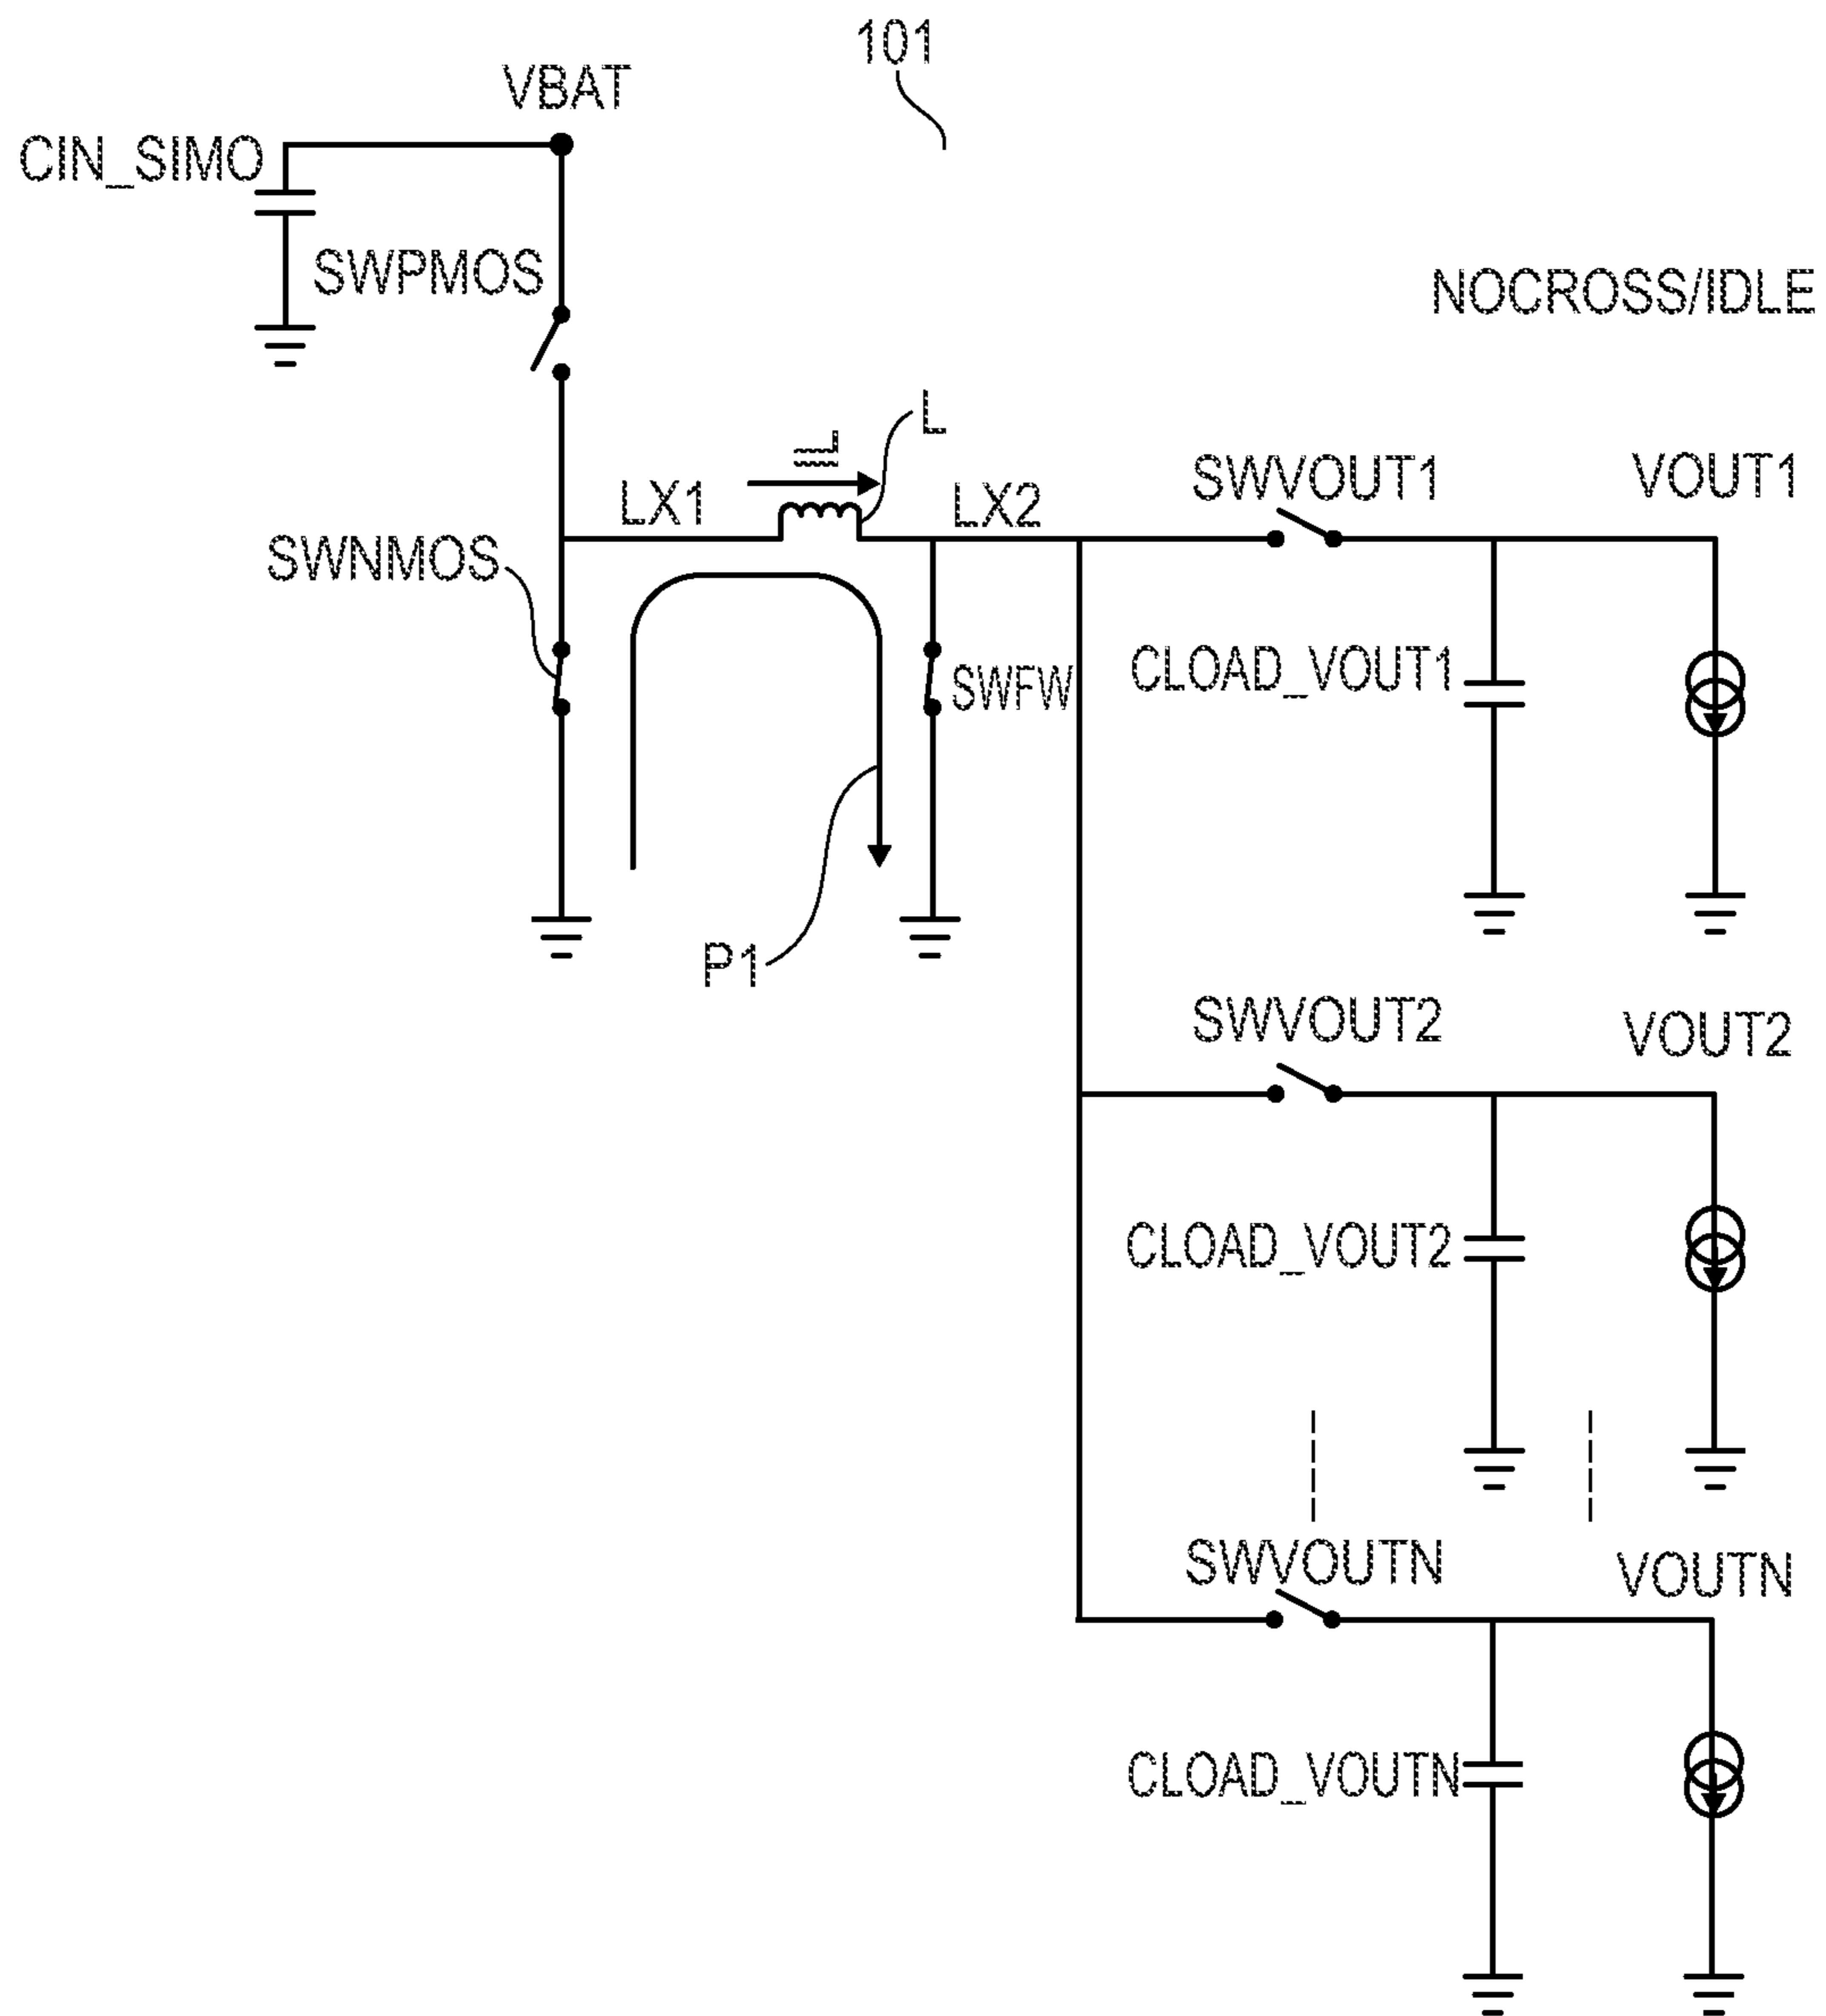 101
VBAT
CIN_SIMO
SWPMOS
NOCROSS/IDLE
L
LX1
LX2
SWVOUT1
VOUT1
SWNMOS
CLOAD_VOUT1
SWFW
P1
SWVOUT2
VOUT2
CLOAD_VOUT2
SWVOUTN
VOUTN
CLOAD_VOUTN